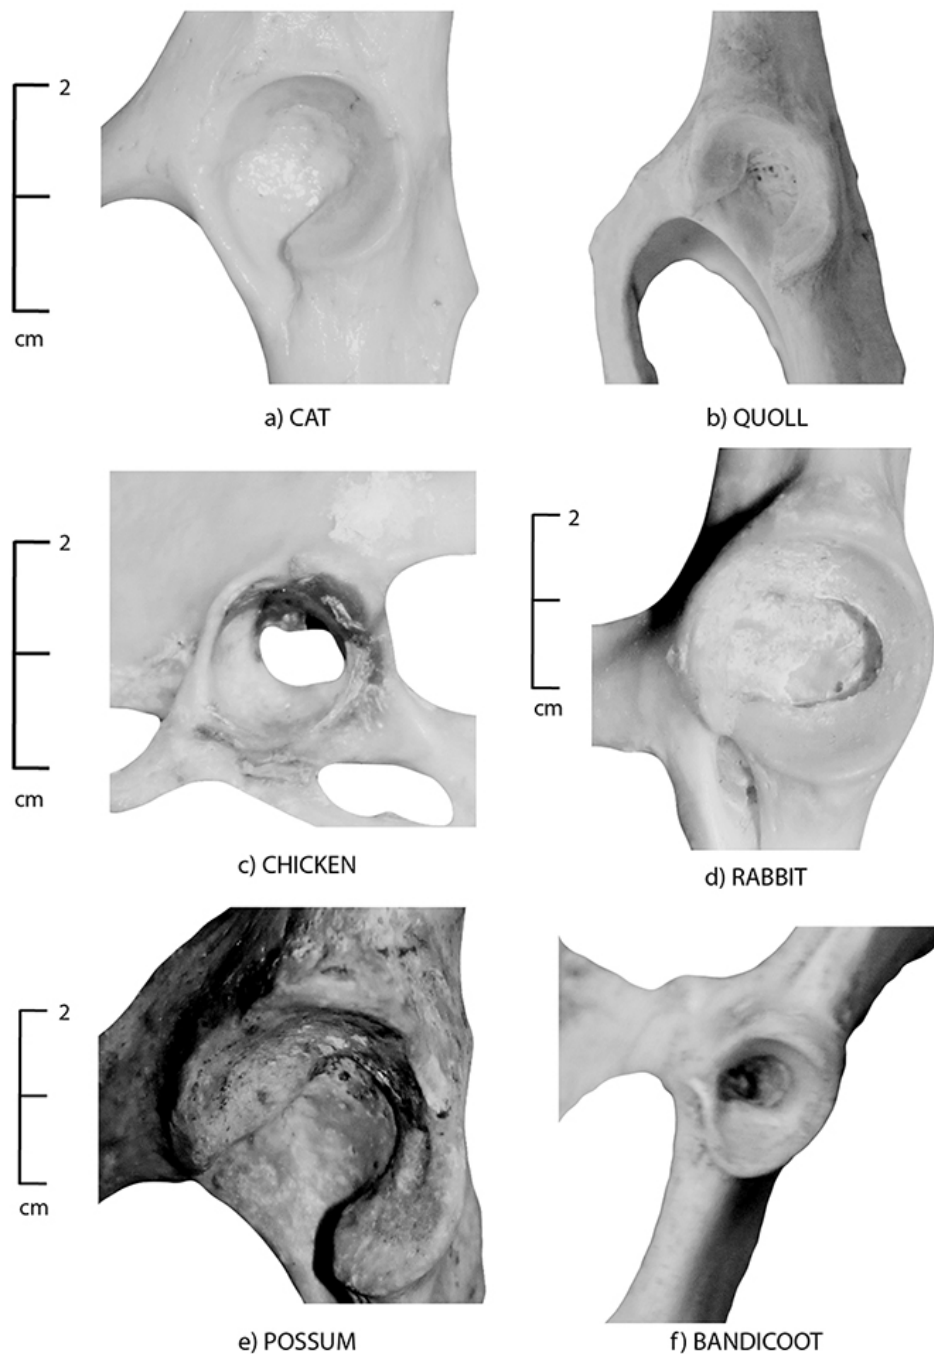 2
cm
a) CAT
b) QUOLL
2
cm
2
cm
c) CHICKEN
d) RABBIT
2
cm
e) POSSUM
f) BANDICOOT